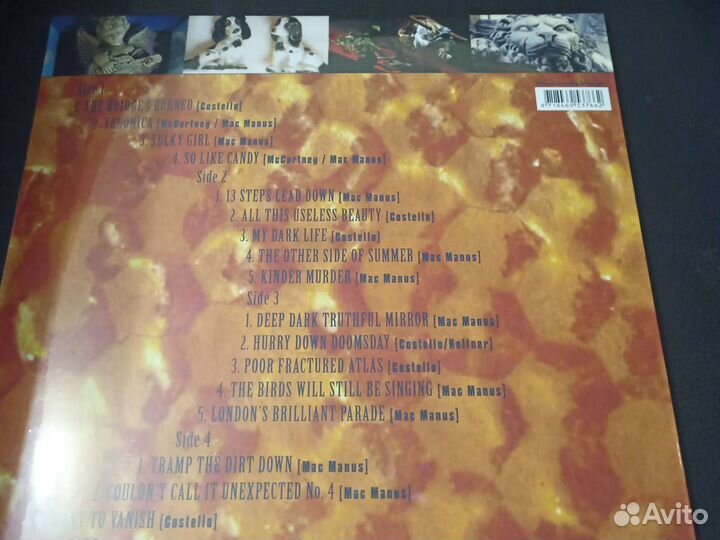 Side 1
1. THE BRIDGE I BURNED [Costello]
2. VERONICA [McCartney / Mac Manus]
3. SULKY GIRL [Mac Manus]
4. SO LIKE CANDY [McCartney / Mac Manus]
Side 2
1. 13 STEPS LEAD DOWN [Mac Manus]
2. ALL THIS USELESS BEAUTY [Costello]
3. MY DARK LIFE [Costello]
4. THE OTHER SIDE OF SUMMER [Mac Manus]
5. KINDER MURDER [Mac Manus]
Side 3
1. DEEP DARK TRUTHFUL MIRROR [Mac Manus]
2. HURRY DOWN DOOMSDAY [Costello/Keltner]
3. POOR FRACTURED ATLAS [Costello]
4. THE BIRDS WILL STILL BE SINGING [Mac Manus]
5. LONDON'S BRILLIANT PARADE [Mac Manus]
Side 4
1. TRAMP THE DIRT DOWN [Mac Manus]
2. COULDN'T CALL IT UNEXPECTED No. 4 [Mac Manus]
TO VANISH [Costello]
8 718469 537662
Avito